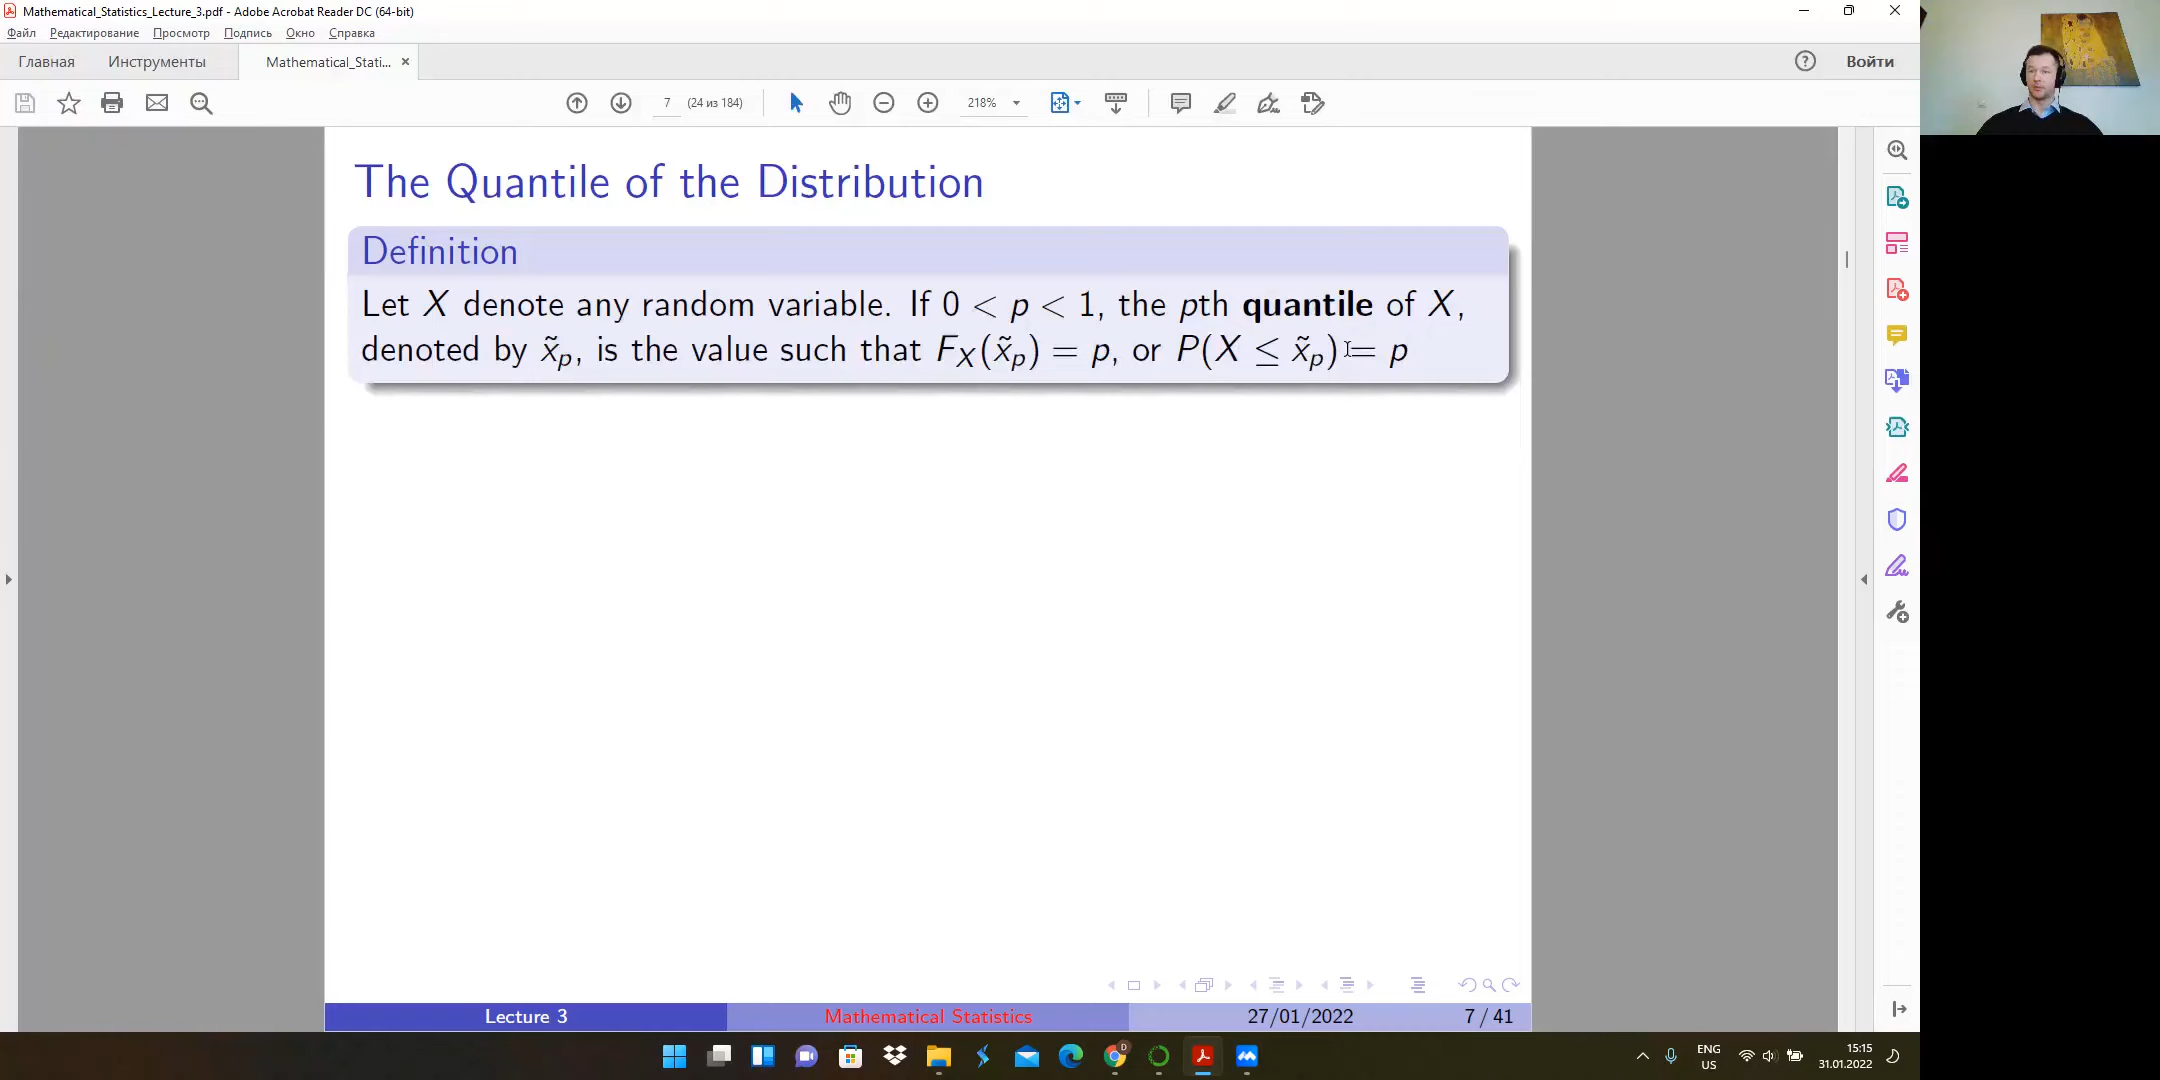 Mathematical_Statistics_Lecture_3.pdf - Adobe Acrobat Reader DC (64-bit)
Файл Редактирование Просмотр Подпись Окно Справка
Главная Инструменты Mathematical_Stati... × Войти
7 (24 из 184) 218%
The Quantile of the Distribution
Definition
Let X denote any random variable. If 0 < p < 1, the pth quantile of X,
denoted by x̃ₚ, is the value such that F_X(x̃ₚ) = p, or P(X ≤ x̃ₚ) = p
Lecture 3 Mathematical Statistics 27/01/2022 7 / 41
ENG 15:15
US 31.01.2022